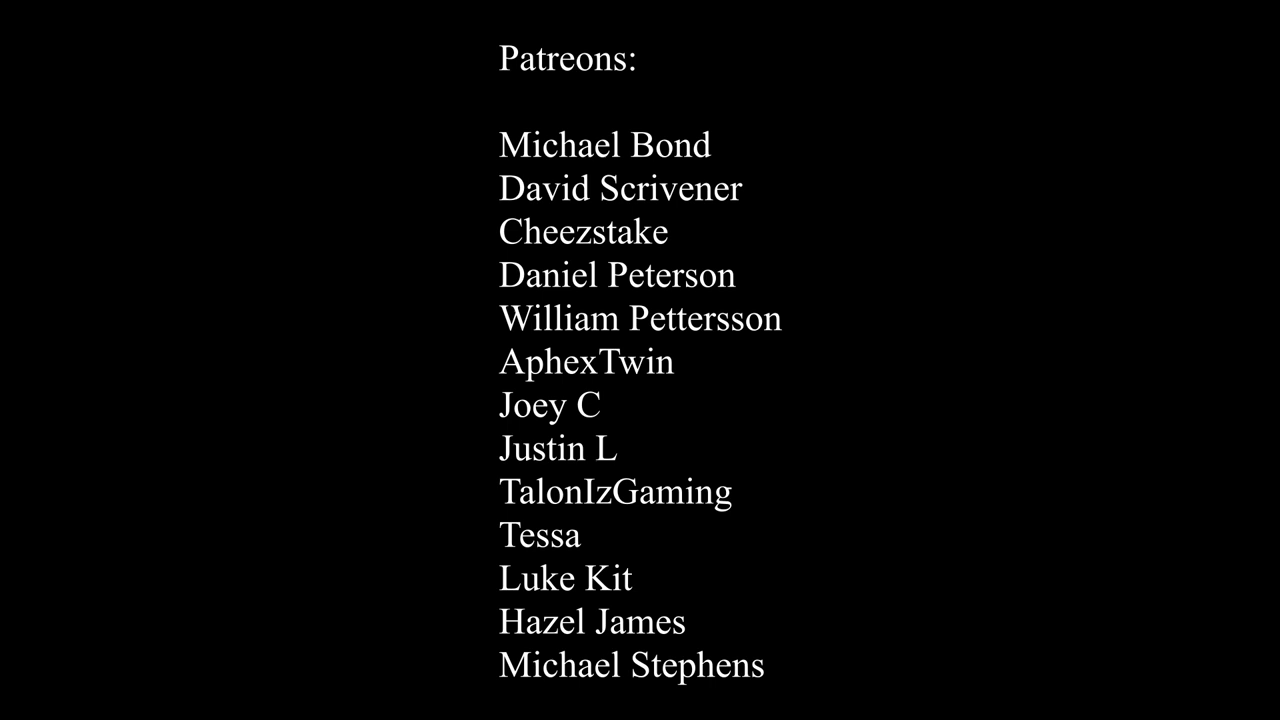 Patreons:
Michael Bond
David Scrivener
Cheezstake
Daniel Peterson
William Pettersson
AphexTwin
Joey C
Justin L
TalonIzGaming
Tessa
Luke Kit
Hazel James
Michael Stephens